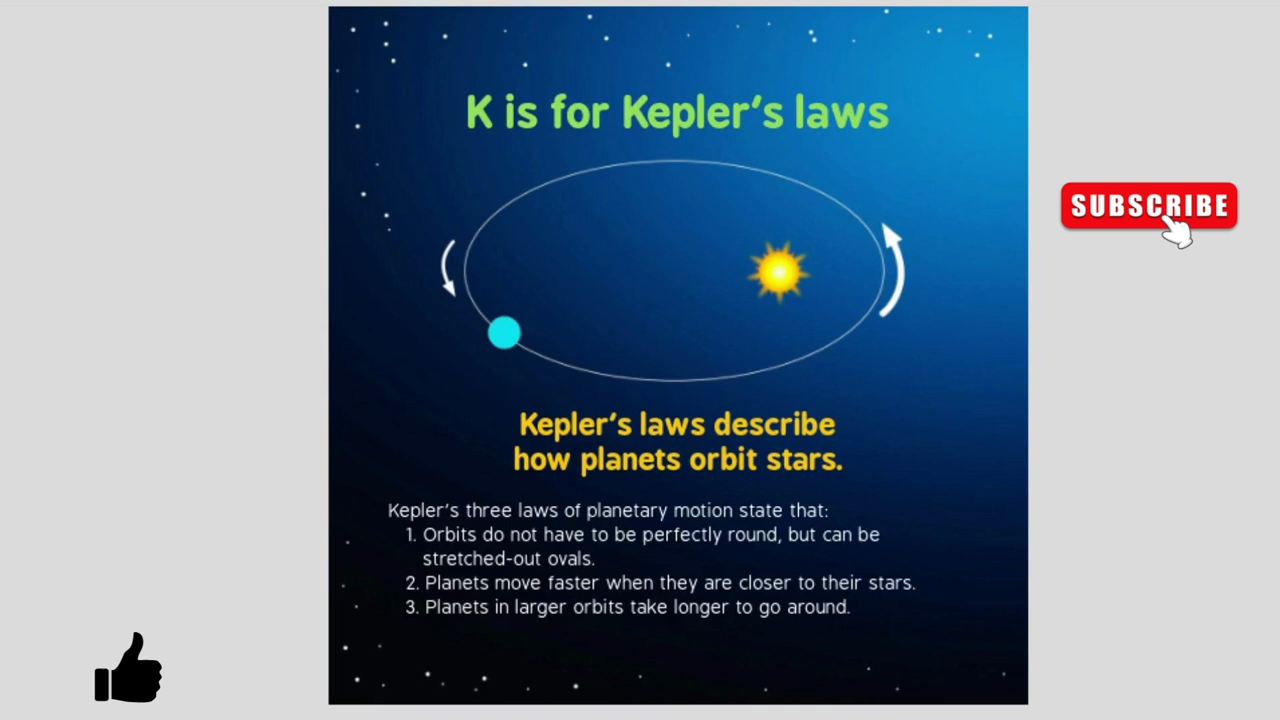 K is for Kepler's laws
SUBSCRIBE
Kepler's laws describe
how planets orbit stars.
Kepler's three laws of planetary motion state that:
1. Orbits do not have to be perfectly round, but can be
stretched-out ovals.
2. Planets move faster when they are closer to their stars.
3. Planets in larger orbits take longer to go around.